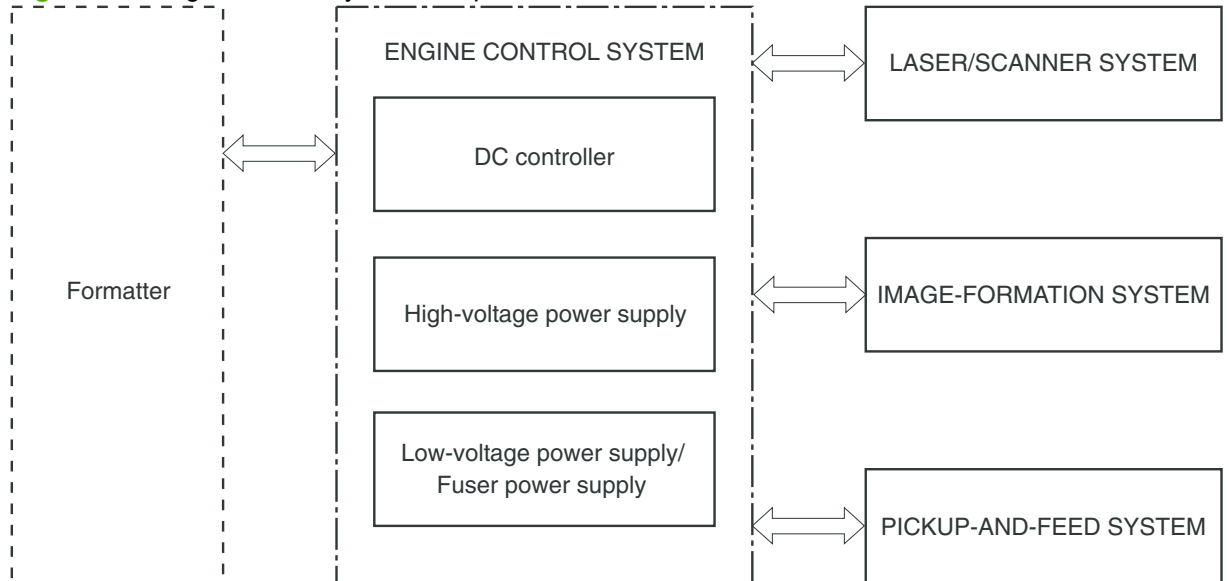 Formatter
ENGINE CONTROL SYSTEM
DC controller
High-voltage power supply
Low-voltage power supply/
Fuser power supply
LASER/SCANNER SYSTEM
IMAGE-FORMATION SYSTEM
PICKUP-AND-FEED SYSTEM